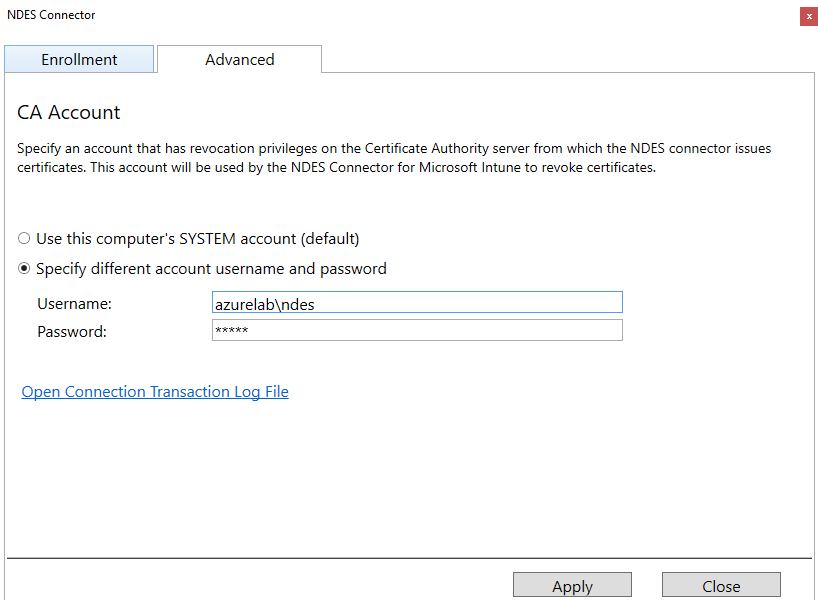 NDES Connector
x
Enrollment
Advanced
CA Account
Specify an account that has revocation privileges on the Certificate Authority server from which the NDES connector issues
certificates. This account will be used by the NDES Connector for Microsoft Intune to revoke certificates.
Use this computer's SYSTEM account (default)
Specify different account username and password
Username: azurelab\ndes
Password: *****
Open Connection Transaction Log File
Apply Close